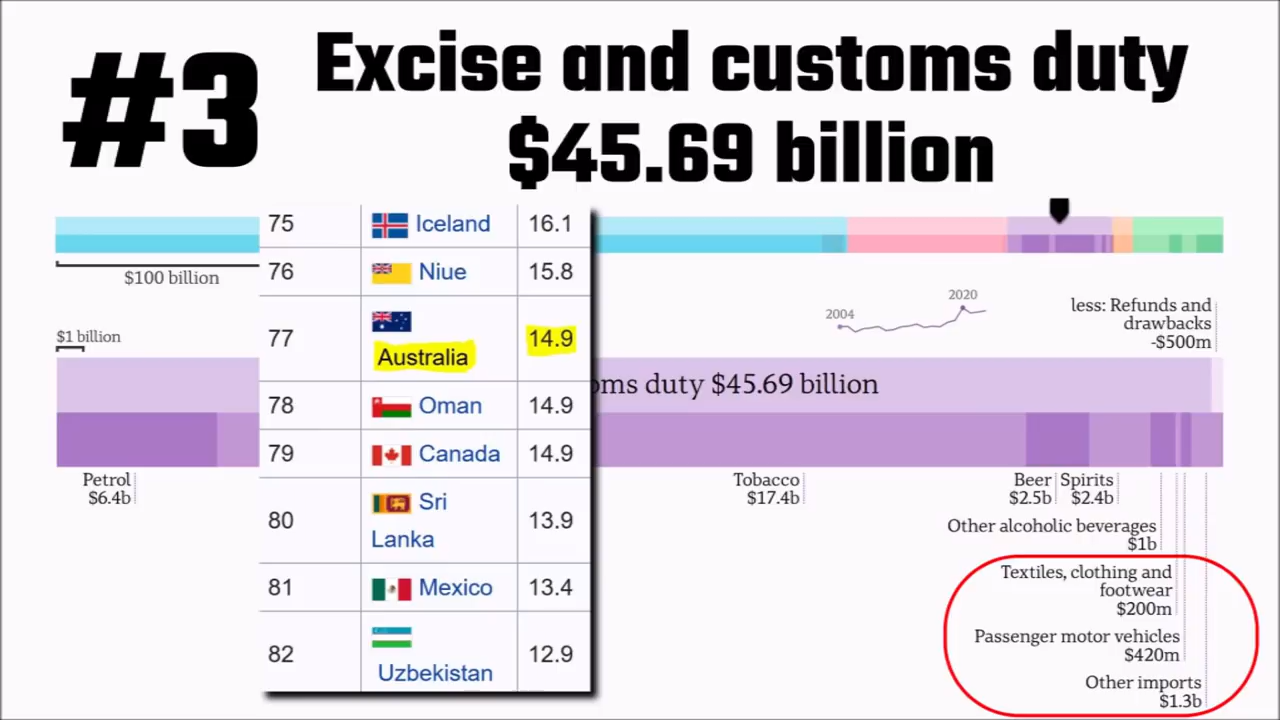 #3
Excise and customs duty
$45.69 billion
75 Iceland 16.1
76 Niue 15.8
77 Australia 14.9
78 Oman 14.9
79 Canada 14.9
80 Sri Lanka 13.9
81 Mexico 13.4
82 Uzbekistan 12.9
$100 billion
$1 billion
2004
2020
less: Refunds and
drawbacks
-$500m
oms duty $45.69 billion
Petrol
$6.4b
Tobacco
$17.4b
Beer
$2.5b
Spirits
$2.4b
Other alcoholic beverages
$1b
Textiles, clothing and
footwear
$200m
Passenger motor vehicles
$420m
Other imports
$1.3b